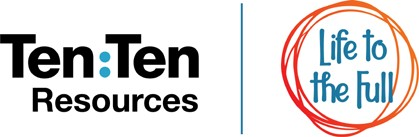 Ten:Ten
Resources
Life to
the Full